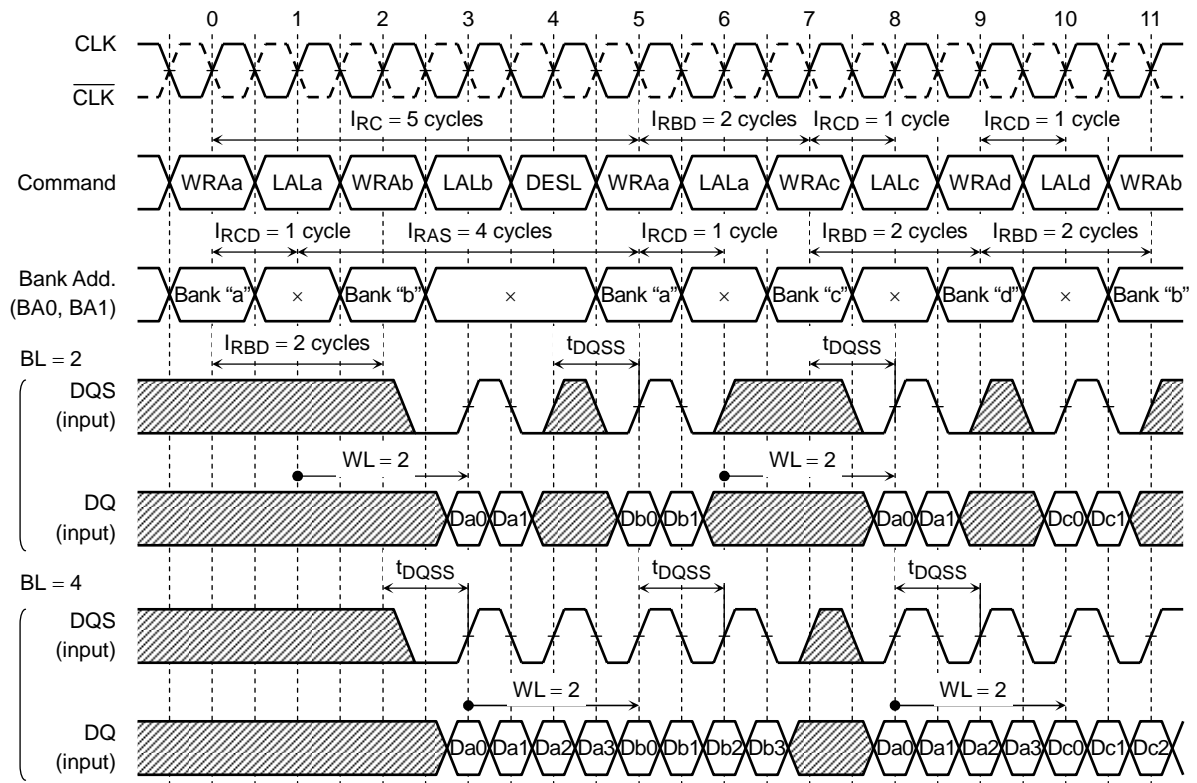 0 1 2 3 4 5 6 7 8 9 10 11
CLK
CLK
IRC = 5 cycles IRBD = 2 cycles IRCD = 1 cycle IRCD = 1 cycle
Command WRAa LALa WRAb LALb DESL WRAa LALa WRAc LALc WRAd LALd WRAb
IRCD = 1 cycle IRAS = 4 cycles IRCD = 1 cycle IRBD = 2 cycles IRBD = 2 cycles
Bank Add.
(BA0, BA1)
Bank “a” × Bank “b” × Bank “a” × Bank “c” × Bank “d” × Bank “b”
IRBD = 2 cycles tDQSS tDQSS
BL = 2
DQS
(input)
WL = 2 WL = 2
DQ
(input)
Da0 Da1 Db0 Db1 Da0 Da1 Dc0 Dc1
BL = 4
tDQSS tDQSS tDQSS
DQS
(input)
WL = 2 WL = 2
DQ
(input)
Da0 Da1 Da2 Da3 Db0 Db1 Db2 Db3 Da0 Da1 Da2 Da3 Dc0 Dc1 Dc2